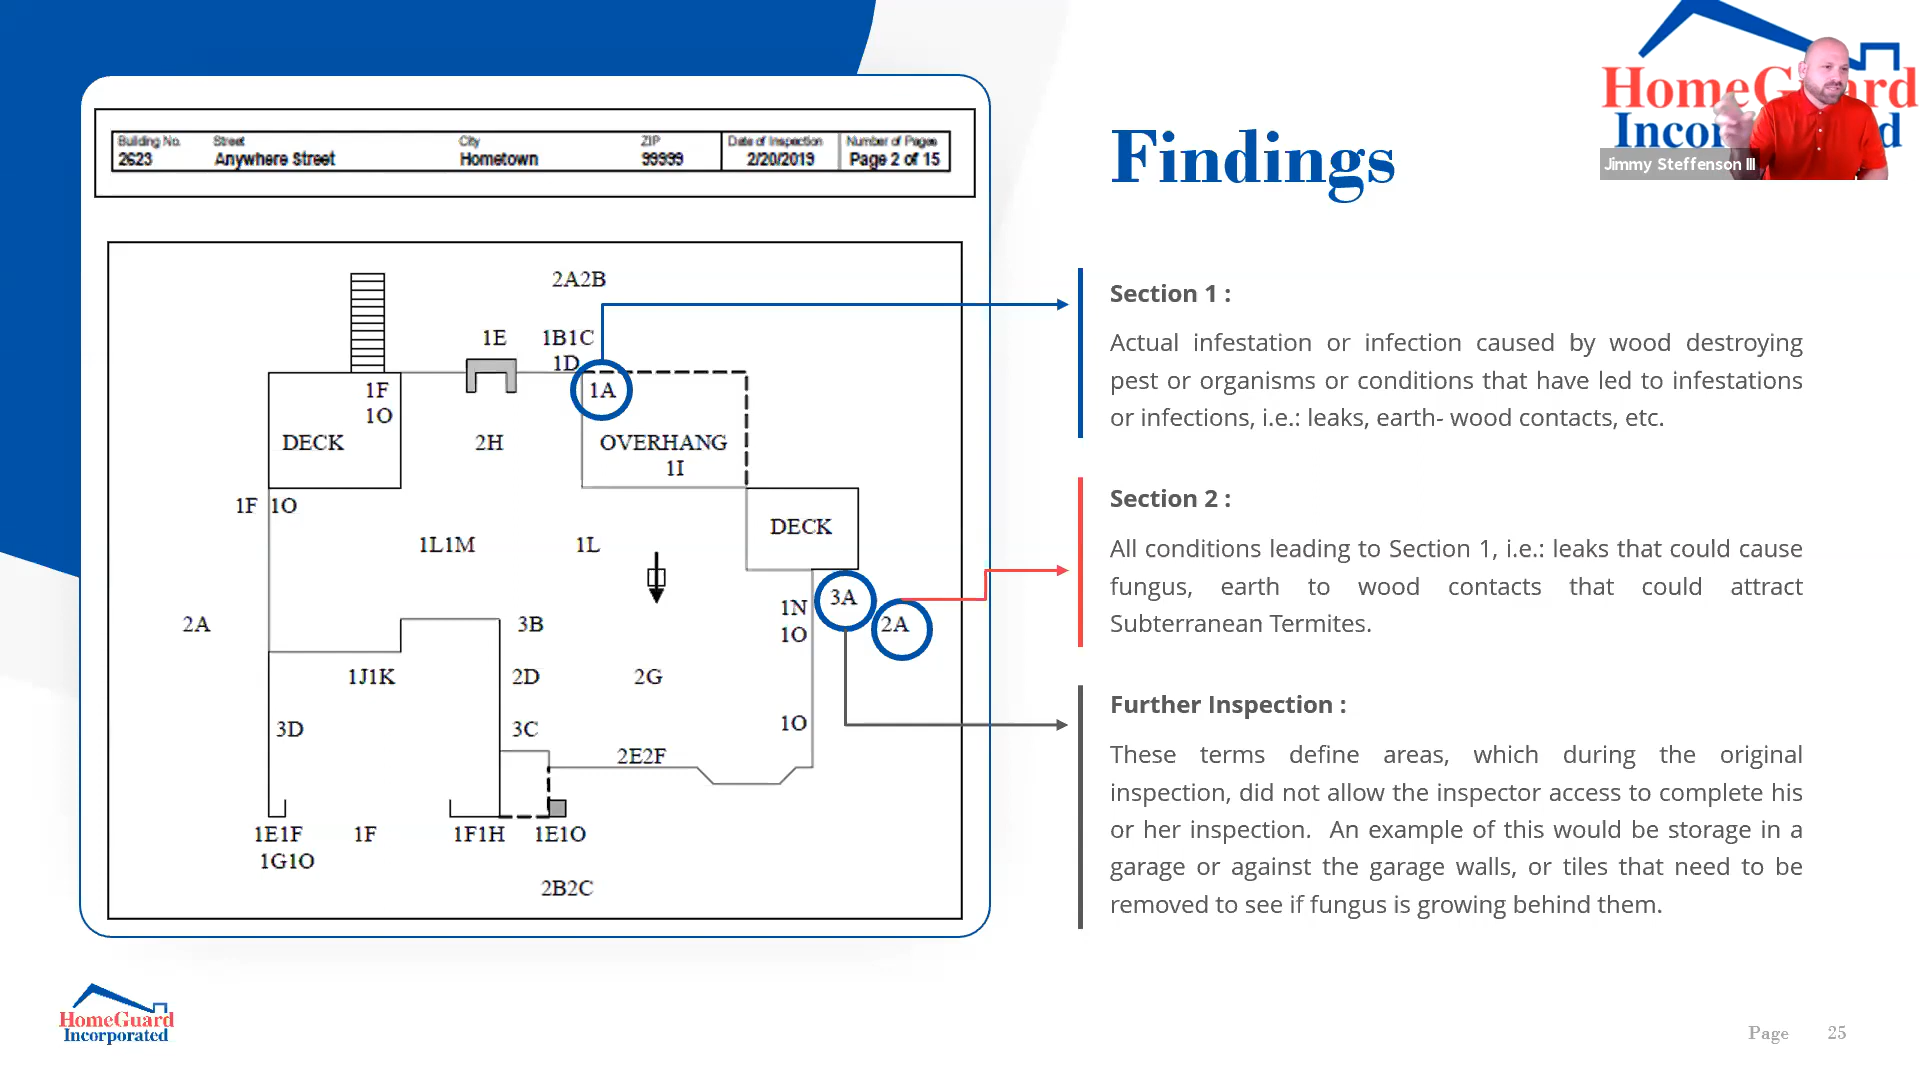 Building No.
Street
City
ZIP
Date of Inspection
Number of Pages
2623
Anywhere Street
Hometown
99999
2/20/2019
Page 2 of 15
2A2B
1E
1B1C
1D
1F
1A
1O
DECK
2H
OVERHANG
1I
1F
1O
DECK
1L1M
1L
3A
1N
2A
3B
2A
1O
1J1K
2D
2G
3D
3C
1O
2E2F
1E1F
1F
1F1H
1E1O
1G1O
2B2C
Findings
HomeGuard
Jimmy Steffenson III
Section 1 :
Actual infestation or infection caused by wood destroying
pest or organisms or conditions that have led to infestations
or infections, i.e.: leaks, earth- wood contacts, etc.
Section 2 :
All conditions leading to Section 1, i.e.: leaks that could cause
fungus, earth to wood contacts that could attract
Subterranean Termites.
Further Inspection :
These terms define areas, which during the original
inspection, did not allow the inspector access to complete his
or her inspection. An example of this would be storage in a
garage or against the garage walls, or tiles that need to be
removed to see if fungus is growing behind them.
HomeGuard
Incorporated
Page 25